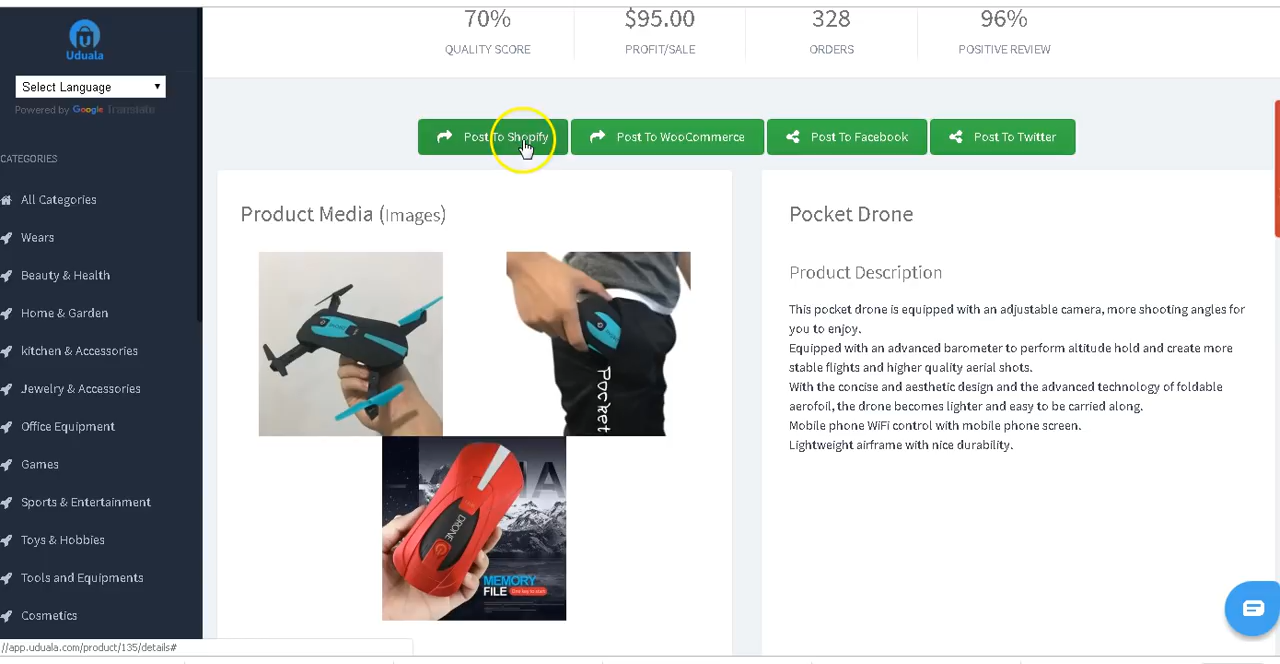 Uduala
Select Language
Powered by Google Translate
CATEGORIES
All Categories
Wears
Beauty & Health
Home & Garden
kitchen & Accessories
Jewelry & Accessories
Office Equipment
Games
Sports & Entertainment
Toys & Hobbies
Tools and Equipments
Cosmetics
70% $95.00 328 96%
QUALITY SCORE PROFIT/SALE ORDERS POSITIVE REVIEW
Post To Shopify Post To WooCommerce Post To Facebook Post To Twitter
Product Media (Images)
Pocket
DRONE
MEMORY
FILE One key to start
Pocket Drone
Product Description
This pocket drone is equipped with an adjustable camera, more shooting angles for
you to enjoy.
Equipped with an advanced barometer to perform altitude hold and create more
stable flights and higher quality aerial shots.
With the concise and aesthetic design and the advanced technology of foldable
aerofoil, the drone becomes lighter and easy to be carried along.
Mobile phone WiFi control with mobile phone screen.
Lightweight airframe with nice durability.
//app.uduala.com/product/135/details#